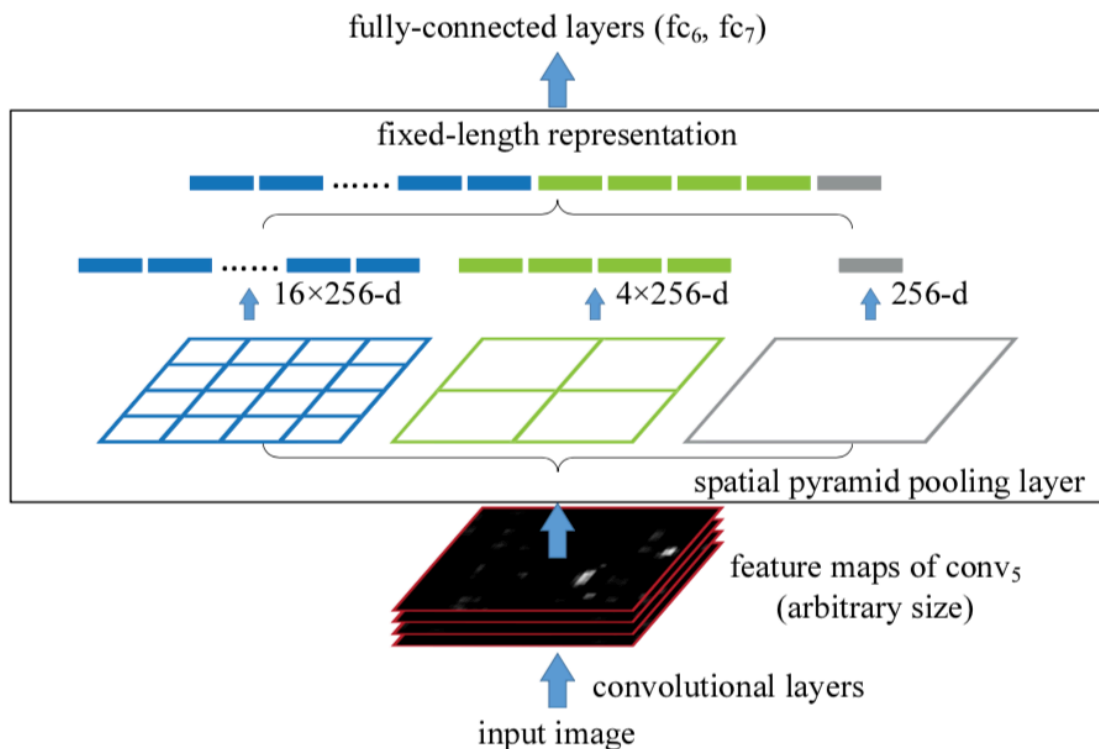 fully-connected layers (fc₆, fc₇)
fixed-length representation
……
……
16×256-d
4×256-d
256-d
spatial pyramid pooling layer
feature maps of conv₅
(arbitrary size)
convolutional layers
input image